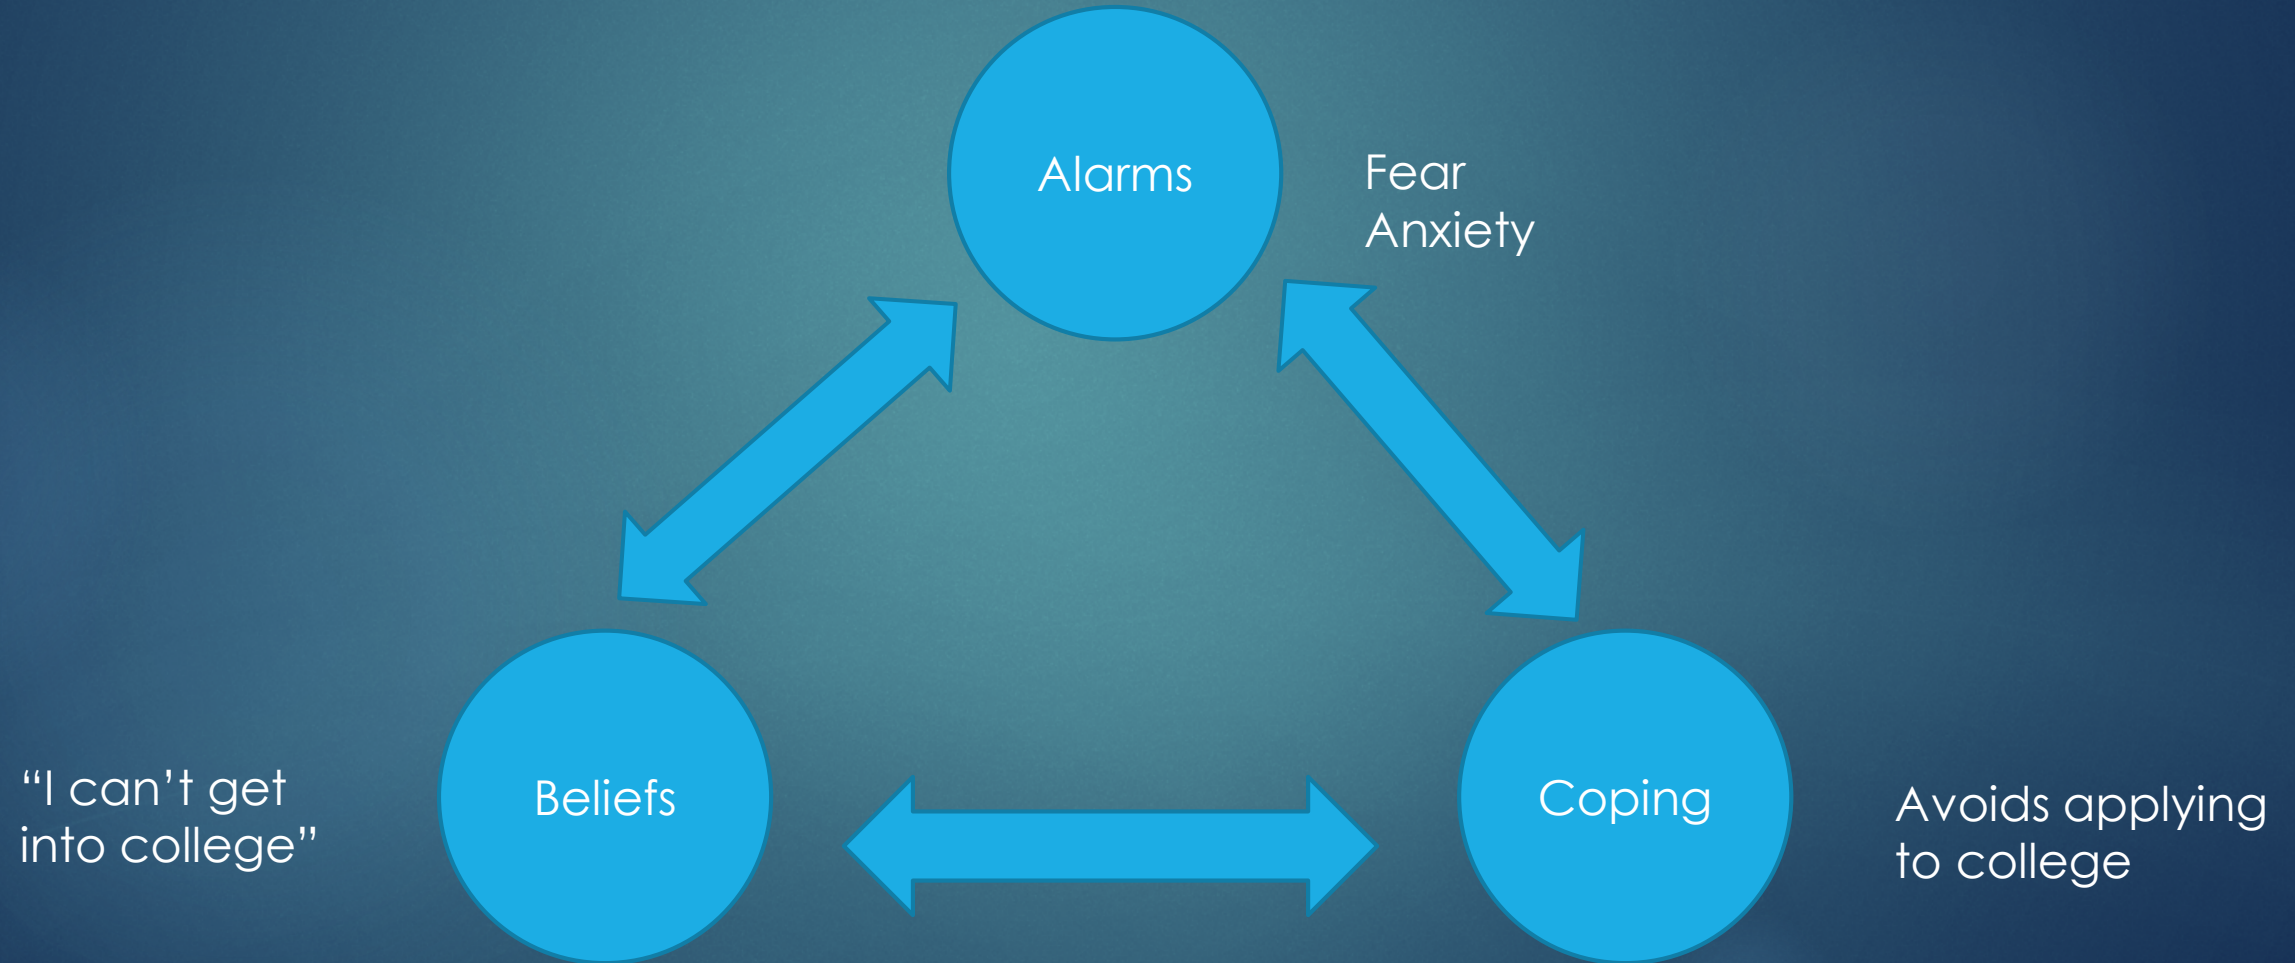 Alarms
Fear
Anxiety
“I can’t get
into college”
Beliefs
Coping
Avoids applying
to college